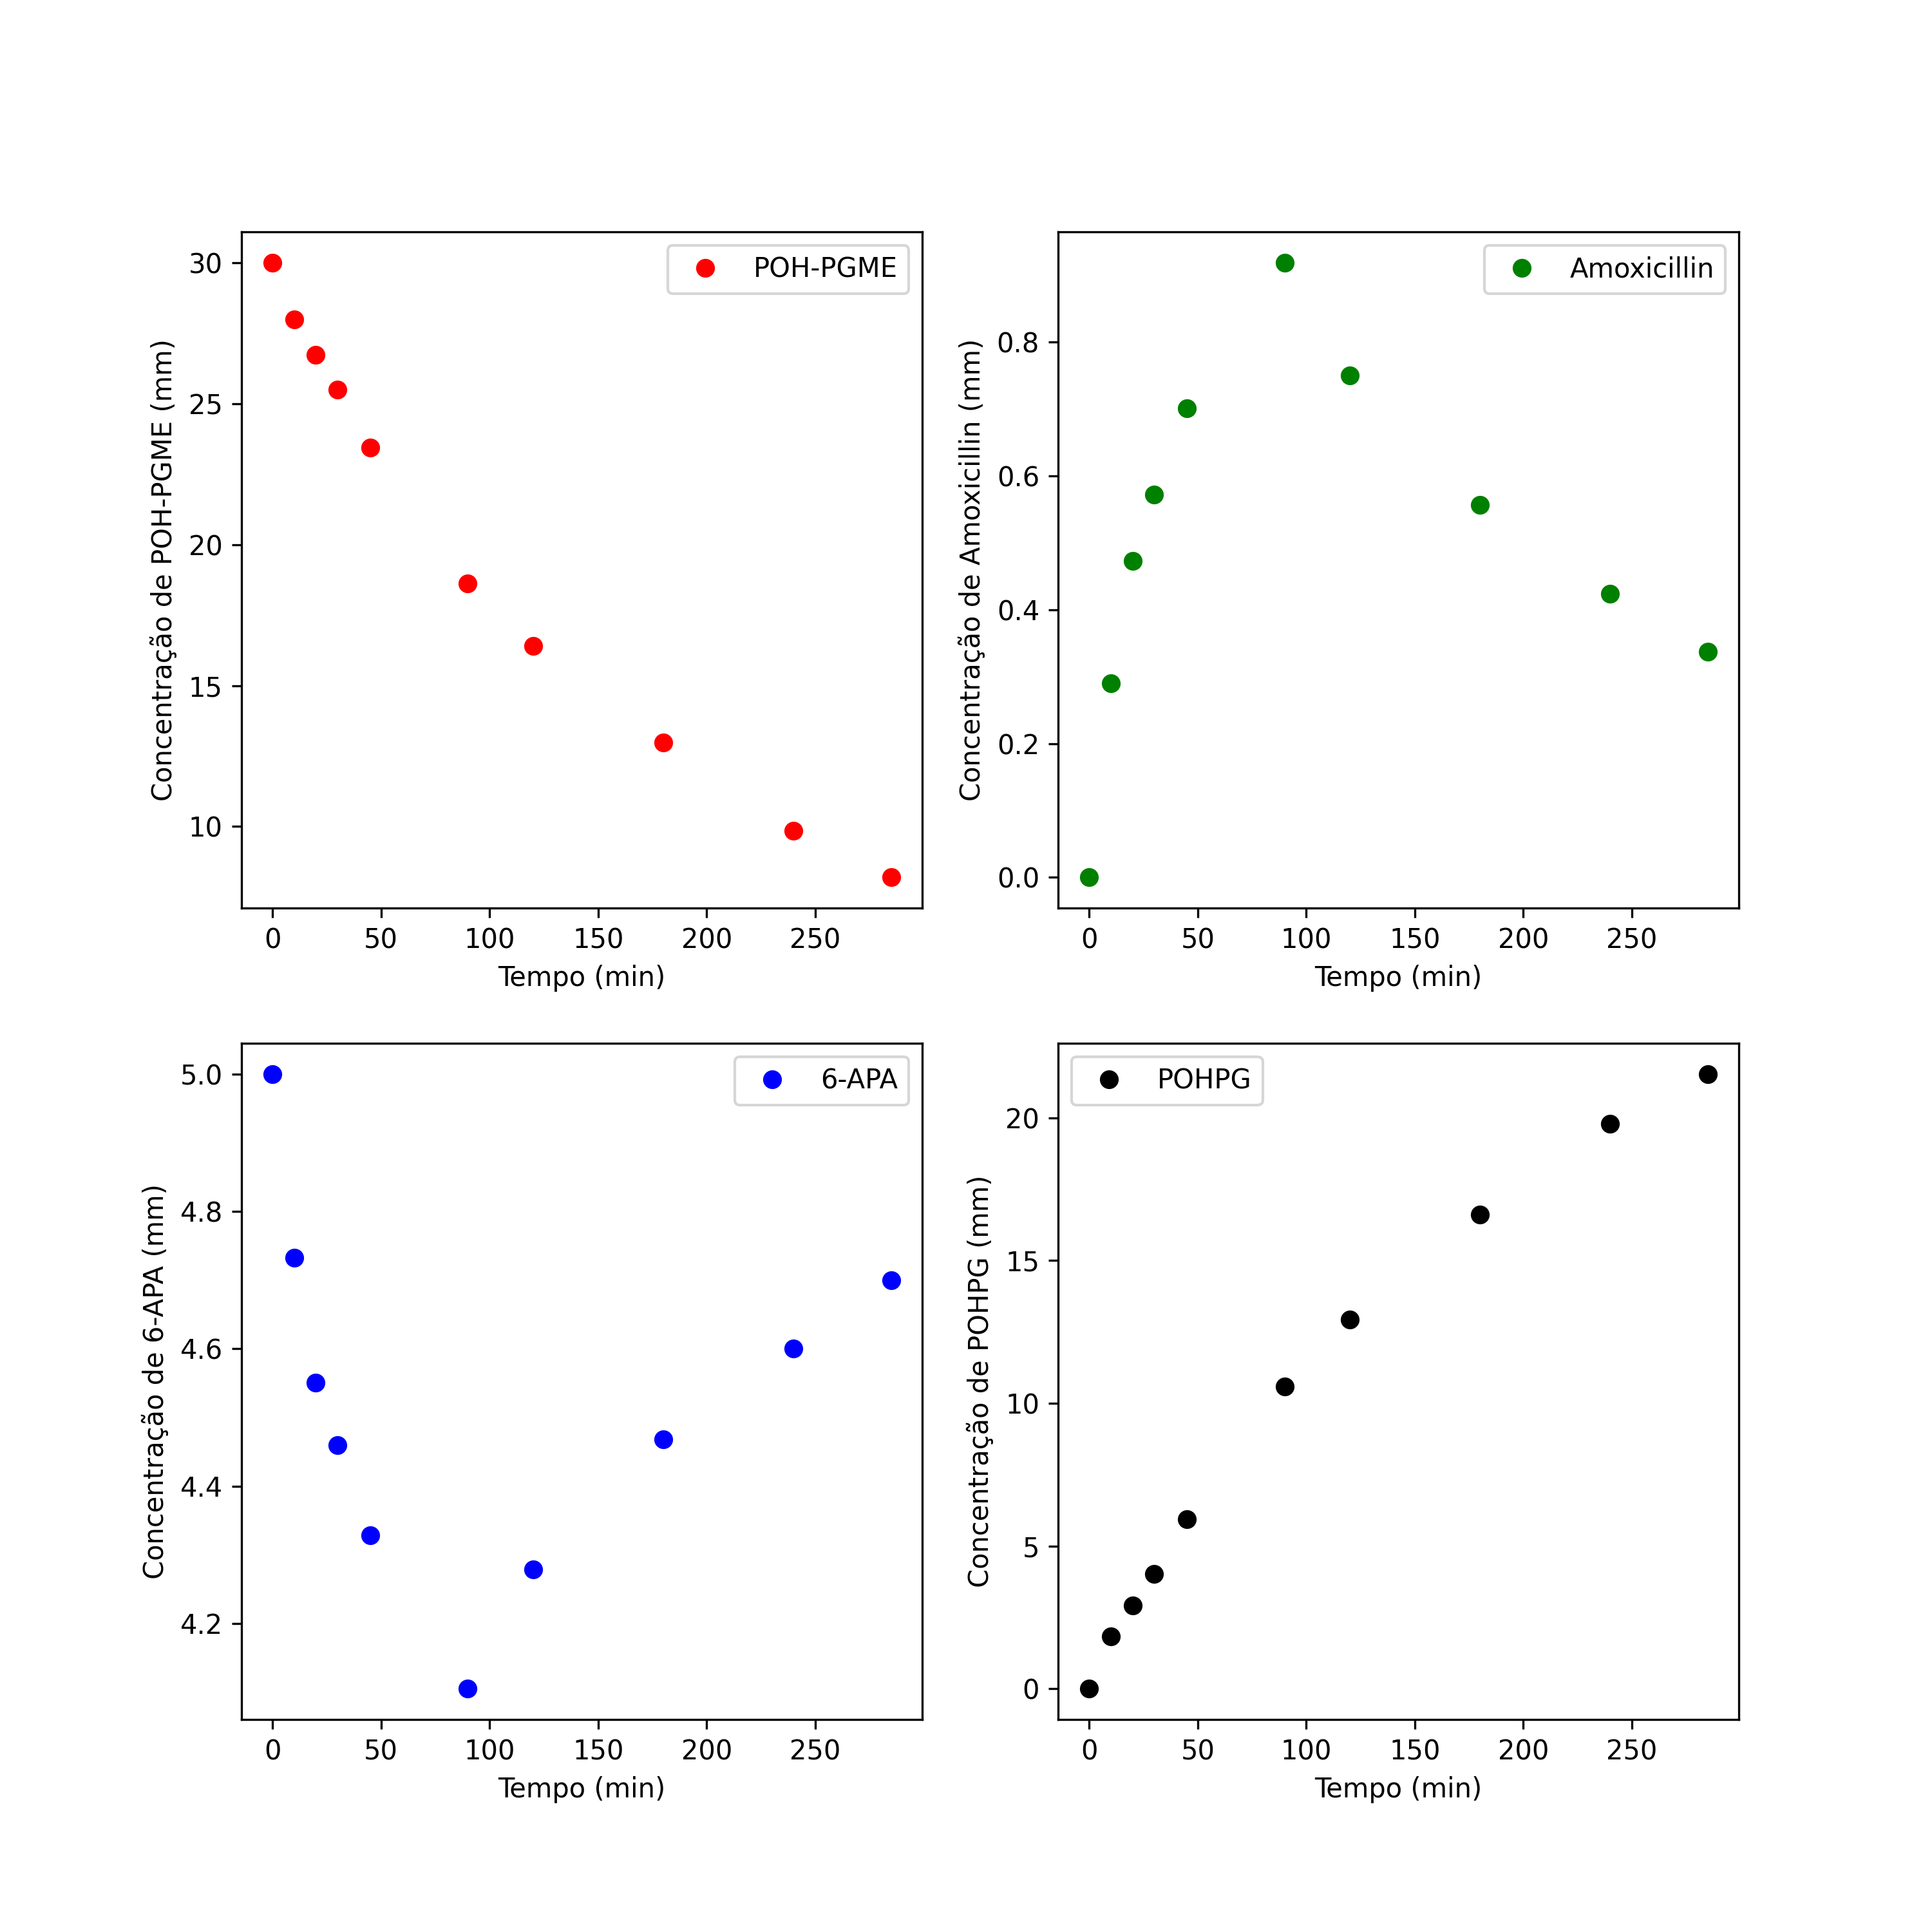 POH-PGME
Concentração de POH-PGME (mm)
30
25
20
15
10
0 50 100 150 200 250
Tempo (min)
Amoxicillin
Concentração de Amoxicillin (mm)
0.8
0.6
0.4
0.2
0.0
0 50 100 150 200 250
Tempo (min)
6-APA
Concentração de 6-APA (mm)
5.0
4.8
4.6
4.4
4.2
0 50 100 150 200 250
Tempo (min)
POHPG
Concentração de POHPG (mm)
20
15
10
5
0
0 50 100 150 200 250
Tempo (min)